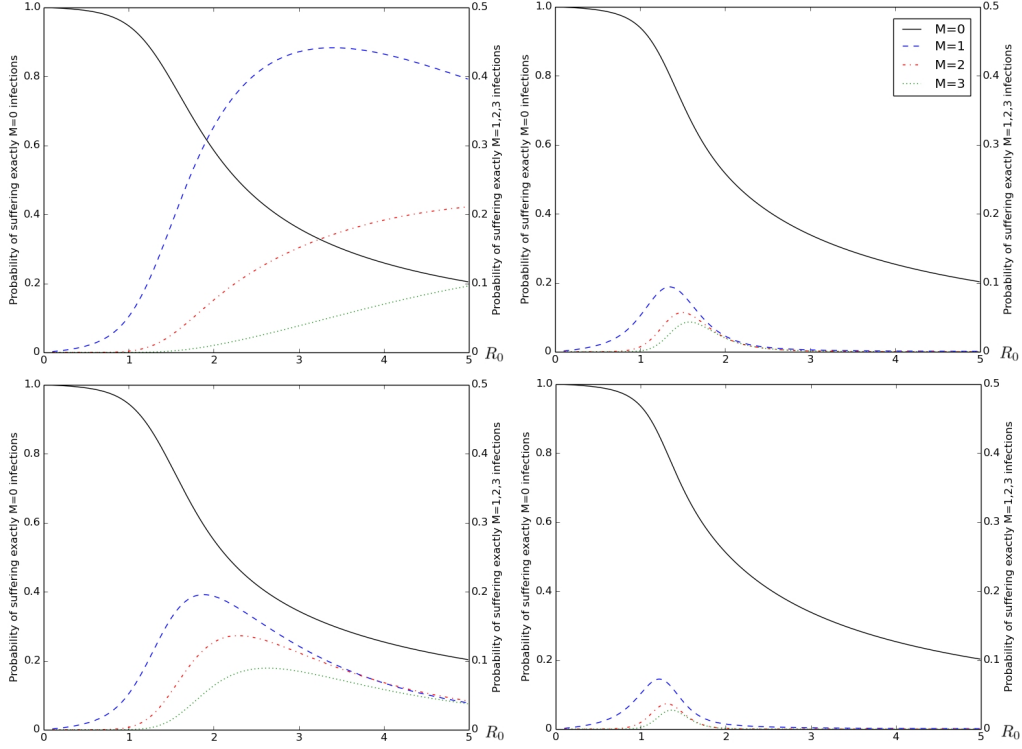 Probability of suffering exactly M=0 infections
1.0
0.8
0.6
0.4
0.2
0
0 1 2 3 4 5
R0
0.5
0.4
0.3
0.2
0.1
0
Probability of suffering exactly M=1,2,3 infections
Probability of suffering exactly M=0 infections
1.0
0.8
0.6
0.4
0.2
0
0 1 2 3 4 5
R0
M=0
M=1
M=2
M=3
0.5
0.4
0.3
0.2
0.1
0
Probability of suffering exactly M=1,2,3 infections
Probability of suffering exactly M=0 infections
1.0
0.8
0.6
0.4
0.2
0
0 1 2 3 4 5
R0
0.5
0.4
0.3
0.2
0.1
0
Probability of suffering exactly M=1,2,3 infections
Probability of suffering exactly M=0 infections
1.0
0.8
0.6
0.4
0.2
0
0 1 2 3 4 5
R0
0.5
0.4
0.3
0.2
0.1
0
Probability of suffering exactly M=1,2,3 infections